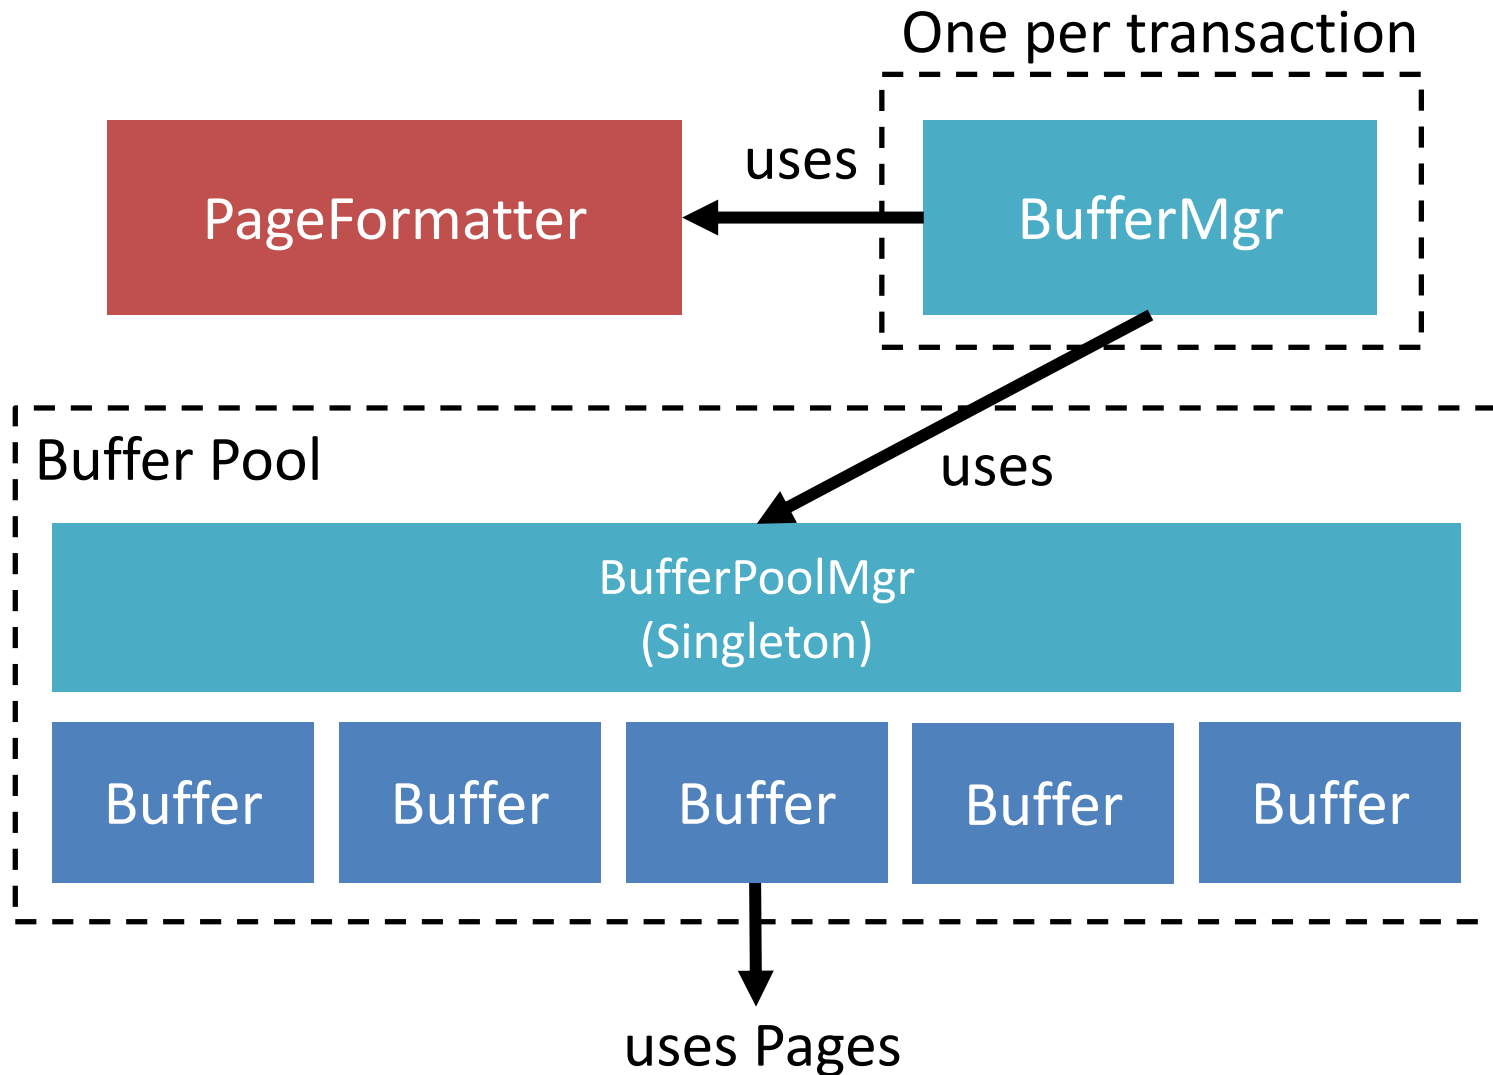 One per transaction
PageFormatter
uses
BufferMgr
Buffer Pool
uses
BufferPoolMgr
(Singleton)
Buffer
Buffer
Buffer
Buffer
Buffer
uses Pages